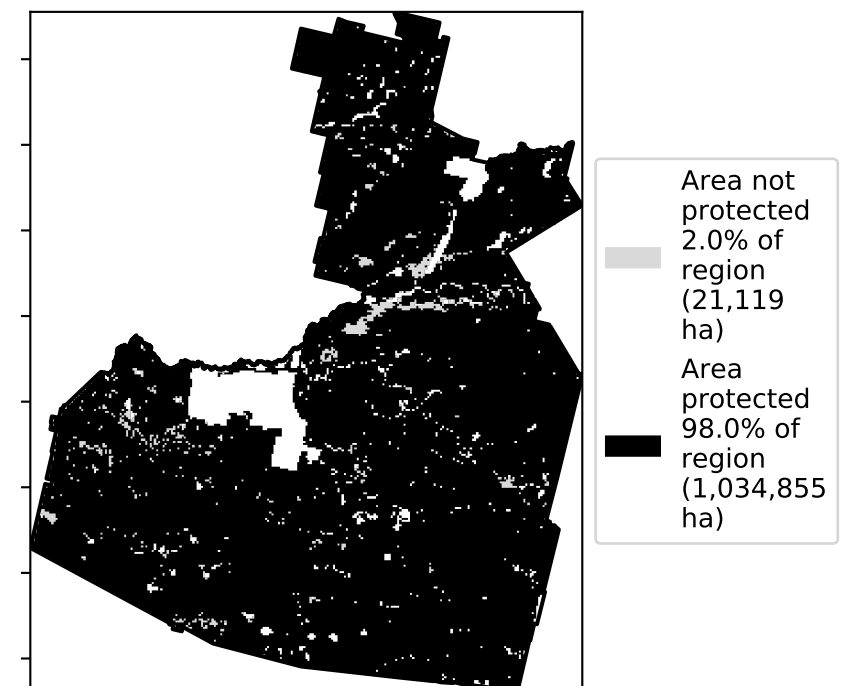 Area not
protected
2.0% of
region
(21,119
ha)
Area
protected
98.0% of
region
(1,034,855
ha)